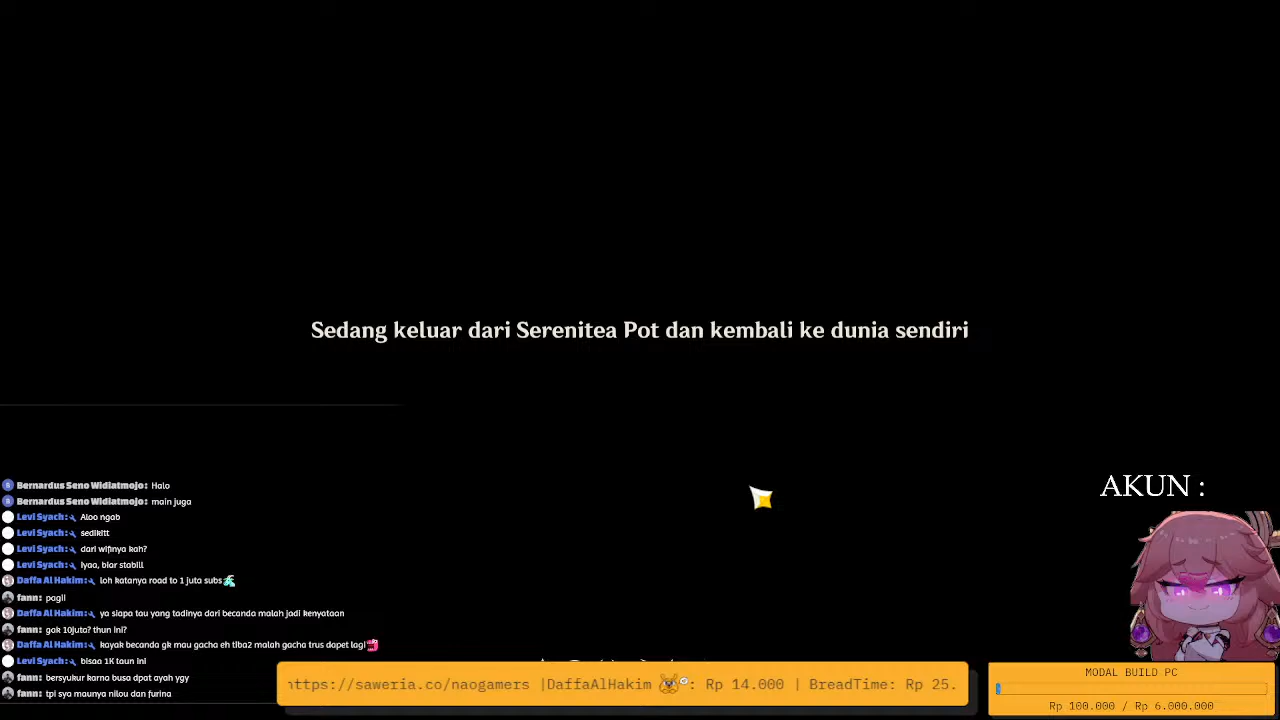 Sedang keluar dari Serenitea Pot dan kembali ke dunia sendiri
Bernardus Seno Widiatmojo: Halo
Bernardus Seno Widiatmojo: main juga
Levi Syach: Aloo ngab
Levi Syach: sedikitt
Levi Syach: dari wifinya kah?
Levi Syach: Iyaa, biar stabill
Daffa Al Hakim: loh katanya road to 1 juta subs
fann: pagi!
Daffa Al Hakim: ya siapa tau yang tadinya dari becanda malah jadi kenyataan
fann: gak 10juta? thun ini?
Daffa Al Hakim: kayak becanda gk mau gacha eh tiba2 malah gacha trus dapet lagi
Levi Syach: bisaa 1K taun ini
fann: bersyukur karna busa dpat ayah ygy
fann: tpi sya maunya nilou dan furina
AKUN :
https://saweria.co/naogamers |DaffaAlHakim : Rp 14.000 | BreadTime: Rp 25.
MODAL BUILD PC
Rp 100.000 / Rp 6.000.000